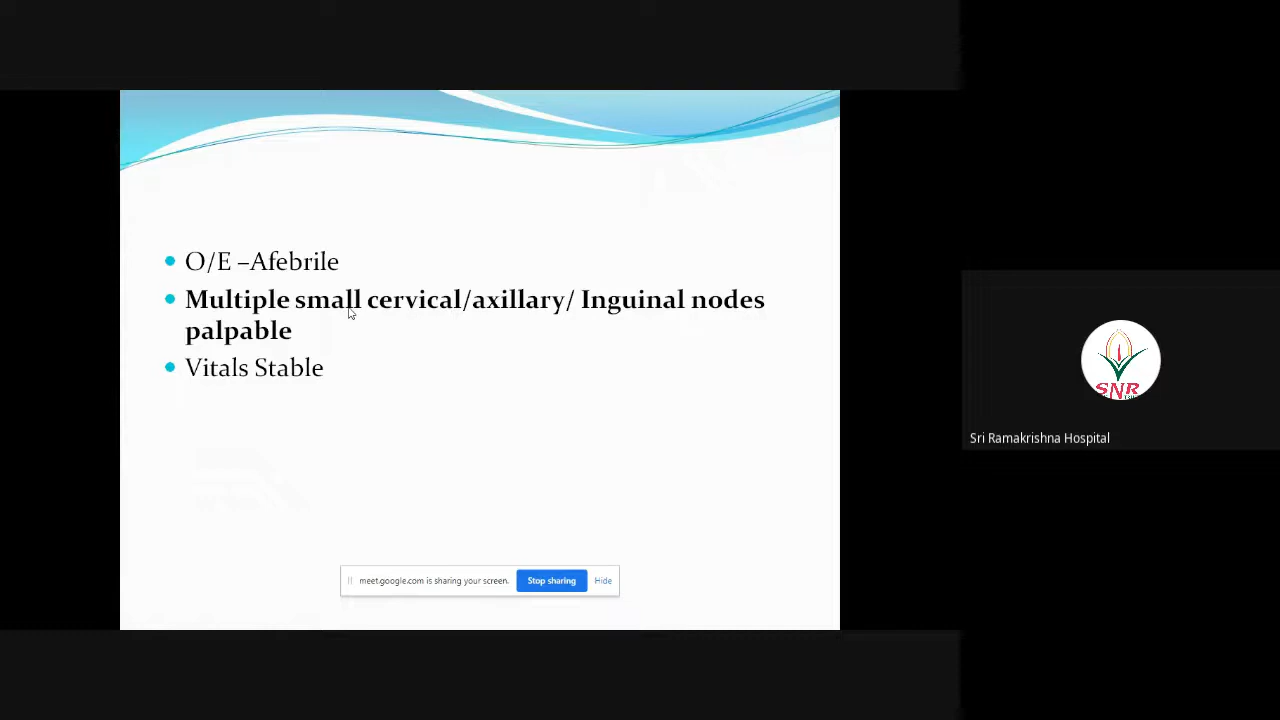 O/E –Afebrile
Multiple small cervical/axillary/ Inguinal nodes
palpable
Vitals Stable
meet.google.com is sharing your screen.
Stop sharing
Hide
SNR
Sri Ramakrishna Hospital